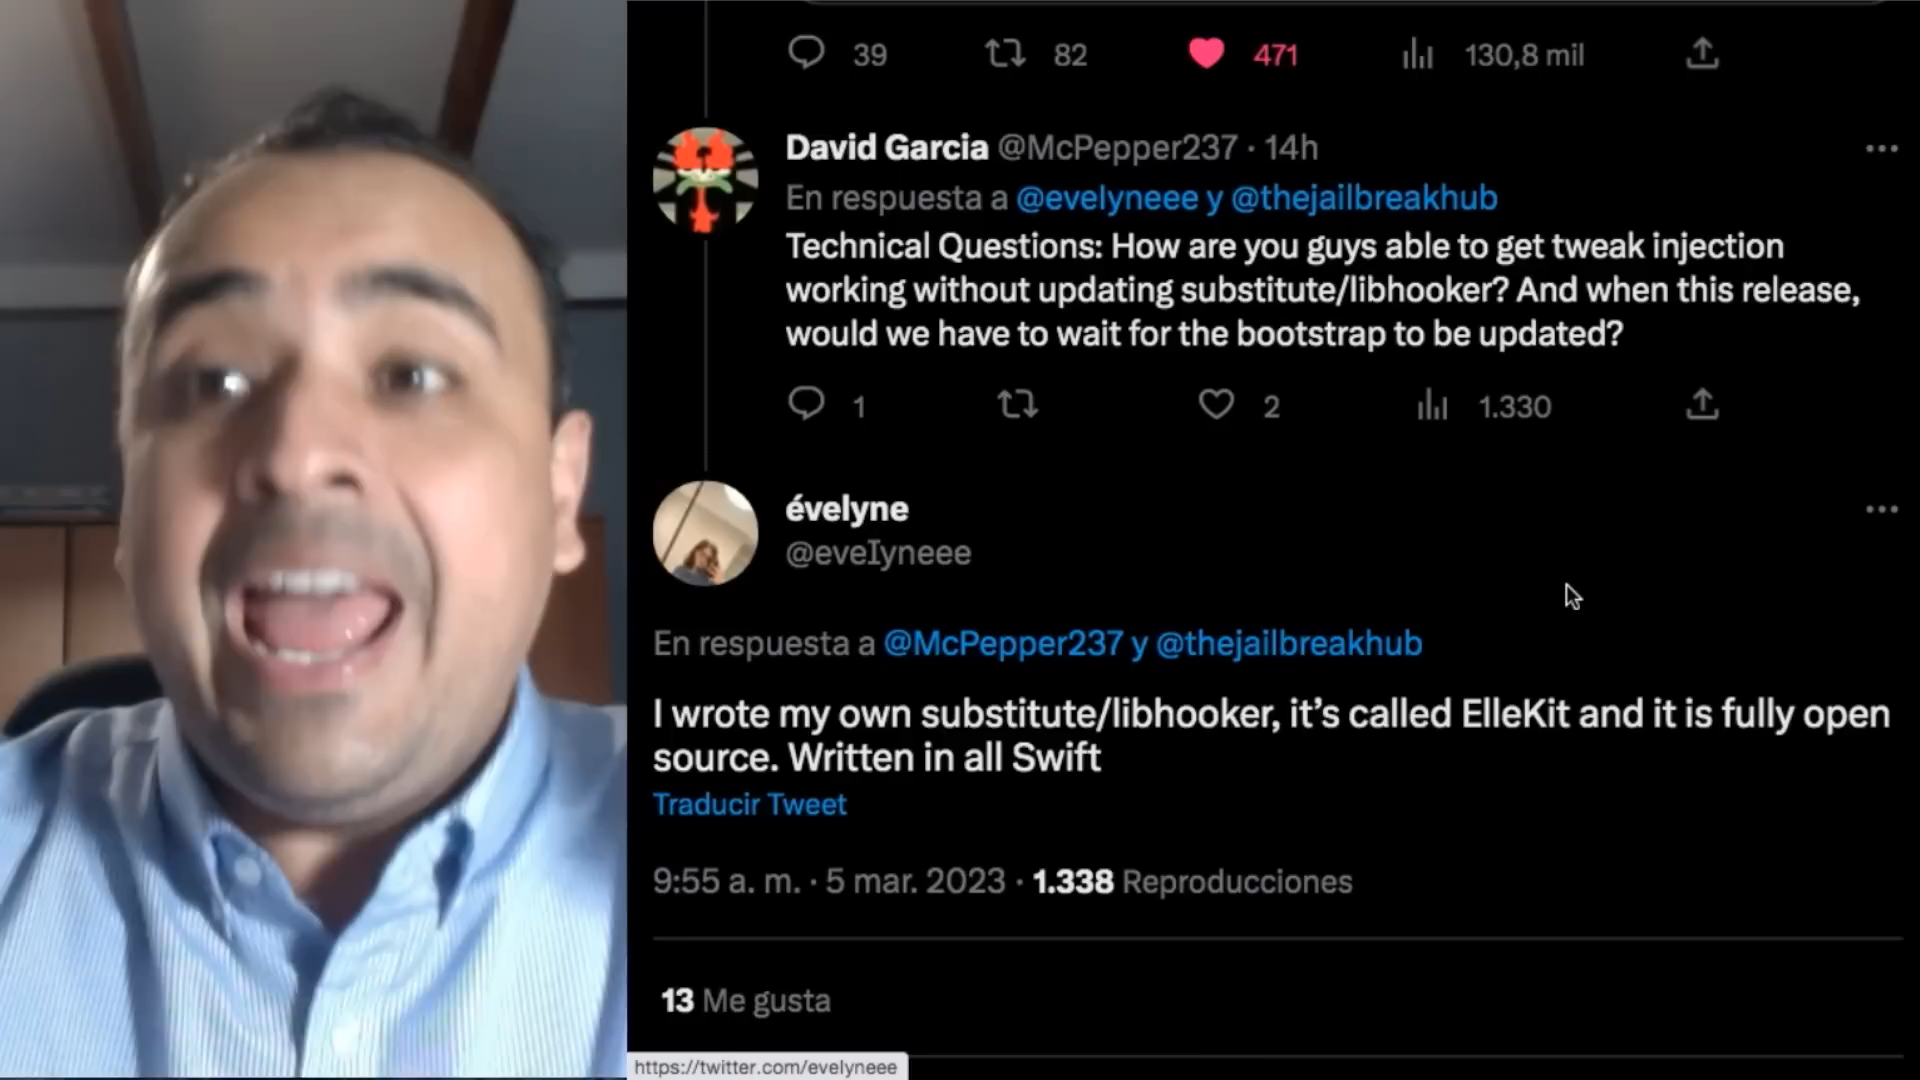 39 82 471 130,8 mil
David Garcia @McPepper237 · 14h
En respuesta a @evelyneee y @thejailbreakhub
Technical Questions: How are you guys able to get tweak injection
working without updating substitute/libhooker? And when this release,
would we have to wait for the bootstrap to be updated?
1 2 1.330
évelyne
@eveIyneee
En respuesta a @McPepper237 y @thejailbreakhub
I wrote my own substitute/libhooker, it’s called ElleKit and it is fully open
source. Written in all Swift
Traducir Tweet
9:55 a. m. · 5 mar. 2023 · 1.338 Reproducciones
13 Me gusta
https://twitter.com/evelyneee